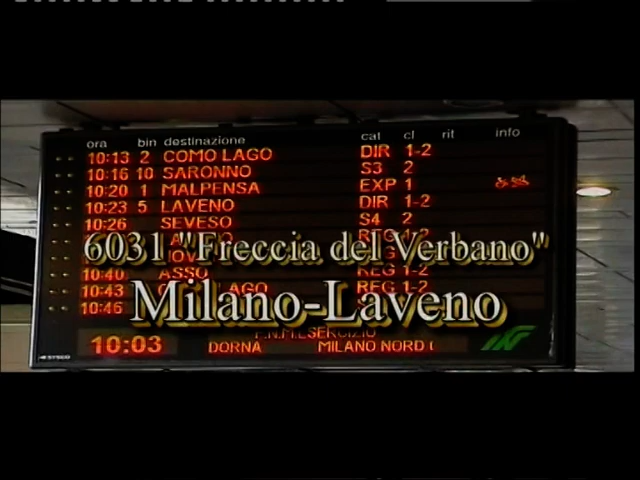 ora bin destinazione cat cl rit info
10:13 2 COMO LAGO DIR 1-2
10:16 10 SARONNO S3 2
10:20 1 MALPENSA EXP 1
10:23 5 LAVENO DIR 1-2
10:26 SEVESO S4 2
6031 "Freccia del Verbano"
10:40 ASSO REG 1-2
10:43 LAGO REG 1-2
Milano-Laveno
10:46
F.N.M.ESERCIZIO
10:03 DORNA MILANO NORD
SYSCO